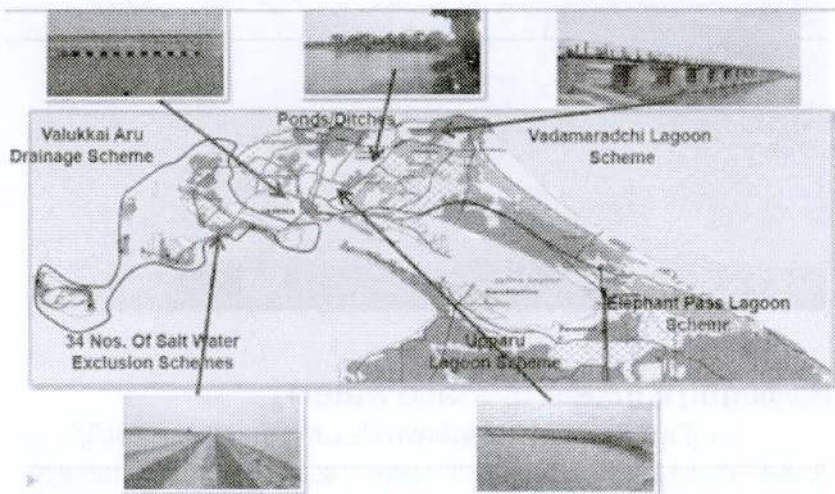 Ponds/Ditches
Valukkai Aru
Drainage Scheme
Vadamaradchi Lagoon
Scheme
Elephant Pass Lagoon
Scheme
34 Nos. Of Salt Water
Exclusion Schemes
Upparu
Lagoon Scheme